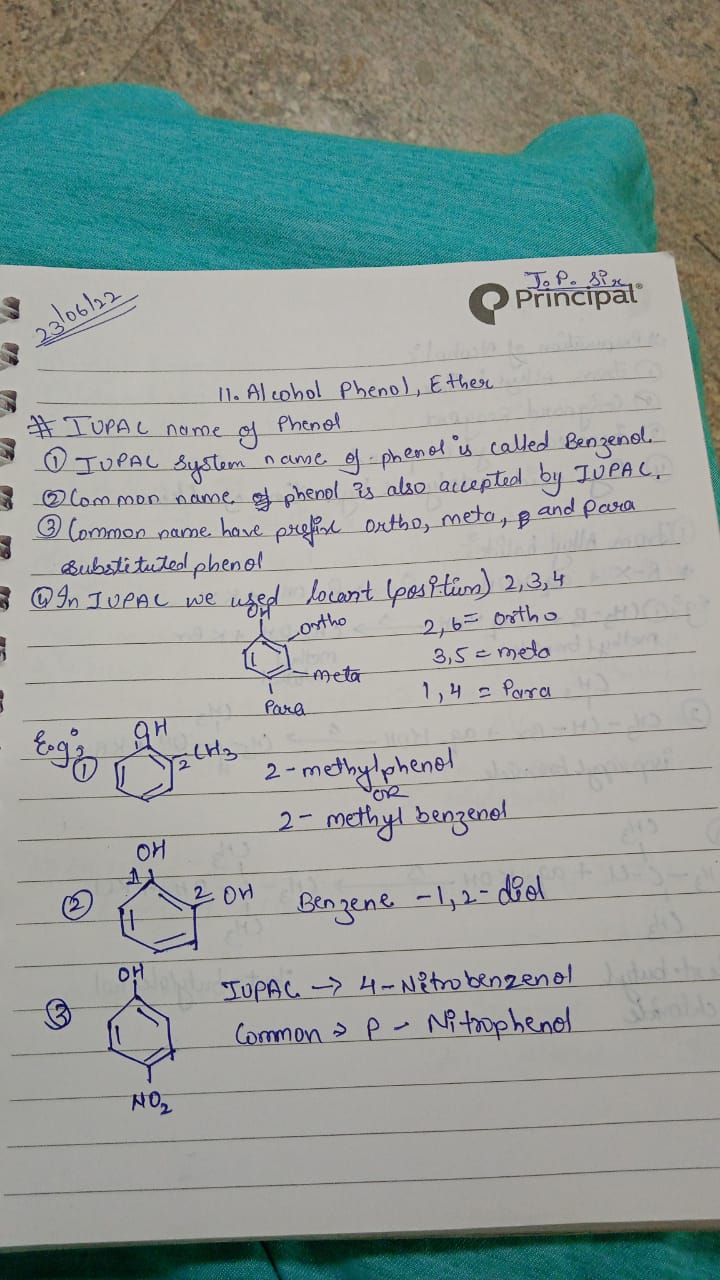 23/06/22
J.P. Six
Principal®
11. Alcohol Phenol, Ether
# IUPAC name of Phenol
① IUPAC system name of phenol is called Benzenol.
② Common name of phenol is also accepted by IUPAC.
③ Common name have prefix ortho, meta, and para
substituted phenol
④ In IUPAC we used locant (position) 2,3,4
OH
ortho
meta
Para
2,6 = ortho
3,5 = meta
1,4 = Para
E.g:
① OH
2 CH3
2-methylphenol
OR
2-methyl benzenol
② OH
1
2 OH
Benzene -1,2-diol
③ OH
NO2
IUPAC → 4-Nitrobenzenol
Common → P - Nitrophenol